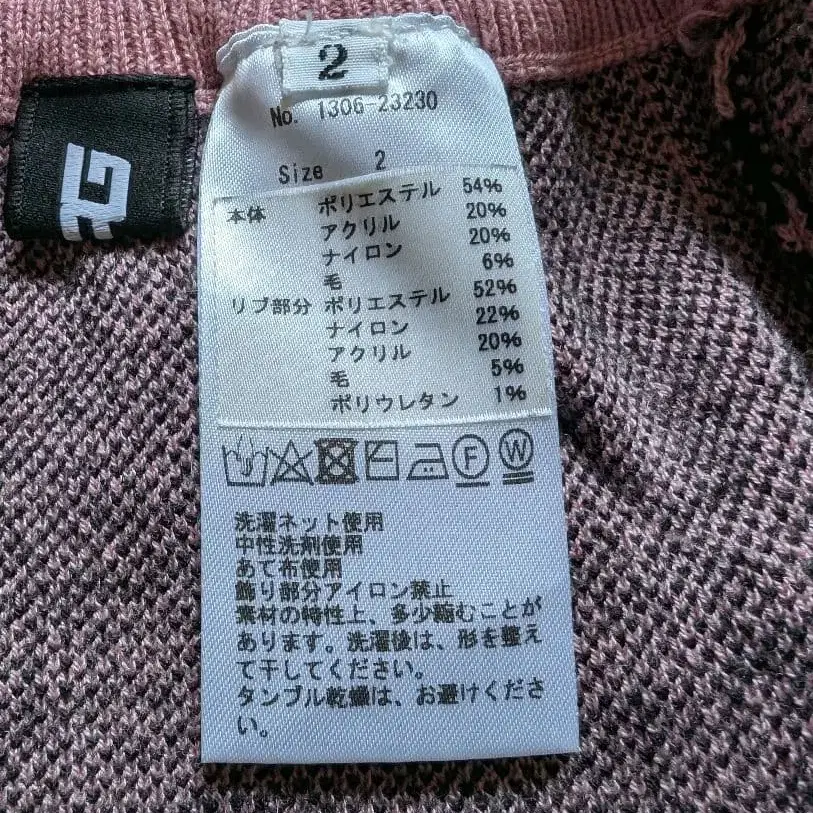 2
No. 1306-23230
Size 2
本体 ポリエステル 54%
アクリル 20%
ナイロン 20%
毛 6%
リブ部分 ポリエステル 52%
ナイロン 22%
アクリル 20%
毛 5%
ポリウレタン 1%
F W
洗濯ネット使用
中性洗剤使用
あて布使用
飾り部分アイロン禁止
素材の特性上、多少縮むことが
あります。洗濯後は、形を整え
て干してください。
タンブル乾燥は、お避けくださ
い。